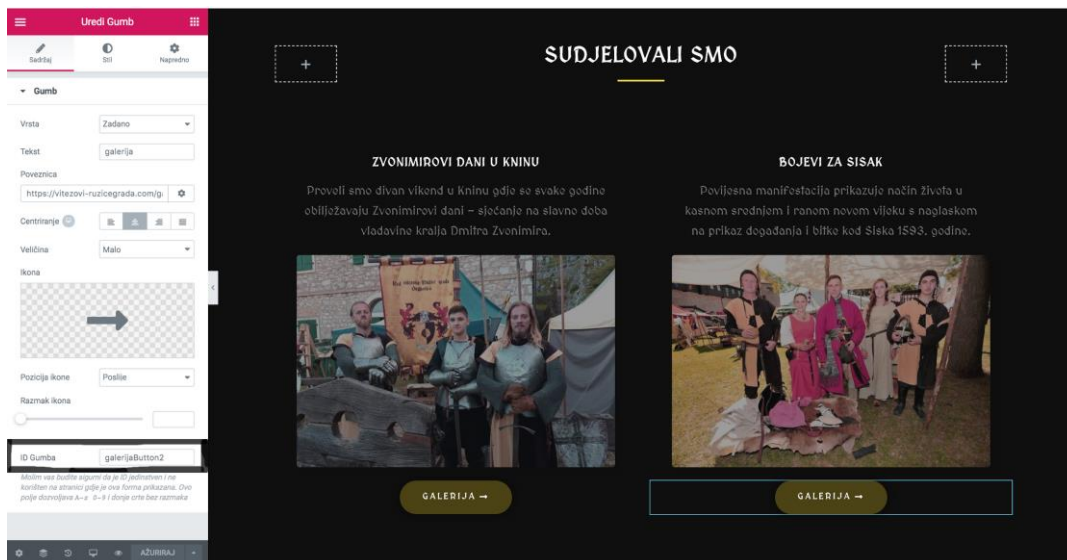 Uredi Gumb
Sadržaj
Stil
Napredno
Gumb
Vrsta
Zadano
Tekst
galerija
Poveznica
https://vitezovi-ruzicegrada.com/g
Centriranje
Veličina
Malo
Ikona
Pozicija ikone
Poslije
Razmak ikona
ID Gumba
galerijaButton2
Molim vas budite sigurni da je ID jedinstven i ne
korišten na stranici gdje je ova forma prikazana. Ovo
polje dozvoljava A-z 0-9 i donje crte bez razmaka
AŽURIRAJ
SUDJELOVALI SMO
ZVONIMIROVI DANI U KNINU
Proveli smo divan vikend u Kninu gdje se svake godine
obilježavaju Zvonimirovi dani – sjećanje na slavno doba
vladavine kralja Dmitra Zvonimira.
GALERIJA →
BOJEVI ZA SISAK
Povijesna manifestacija prikazuje način života u
kasnom srednjem i ranom novom vijeku s naglaskom
na prikaz događanja i bitke kod Siska 1593. godine.
GALERIJA →